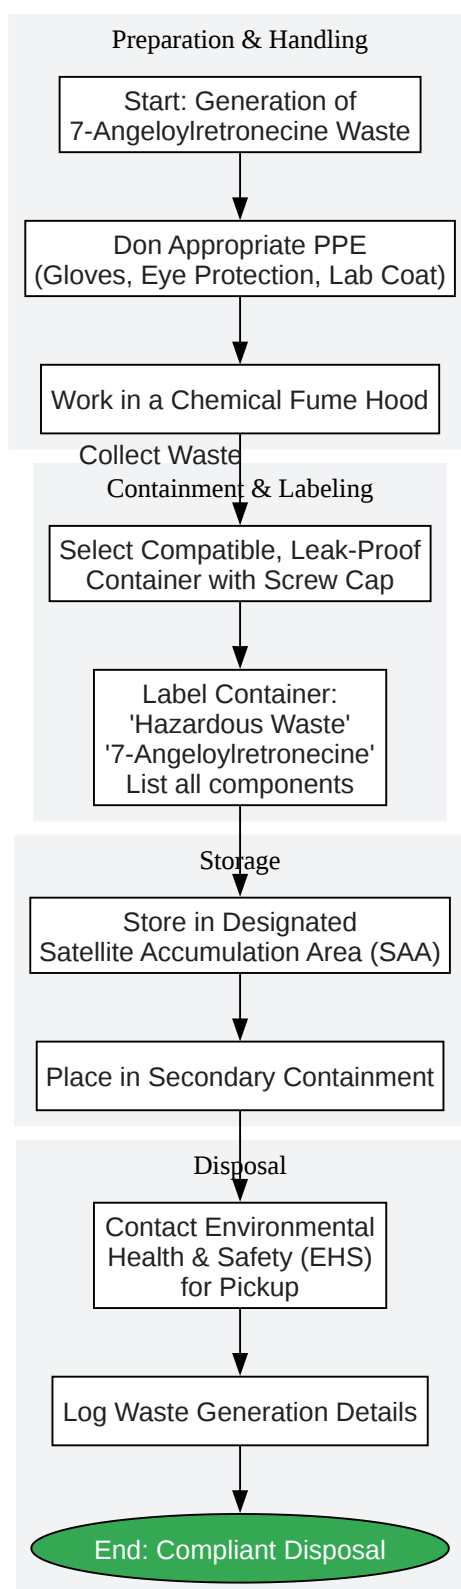 Preparation & Handling
Start: Generation of
7-Angeloylretronecine Waste
Don Appropriate PPE
(Gloves, Eye Protection, Lab Coat)
Work in a Chemical Fume Hood
Collect Waste
Containment & Labeling
Select Compatible, Leak-Proof
Container with Screw Cap
Label Container:
'Hazardous Waste'
'7-Angeloylretronecine'
List all components
Storage
Store in Designated
Satellite Accumulation Area (SAA)
Place in Secondary Containment
Disposal
Contact Environmental
Health & Safety (EHS)
for Pickup
Log Waste Generation Details
End: Compliant Disposal